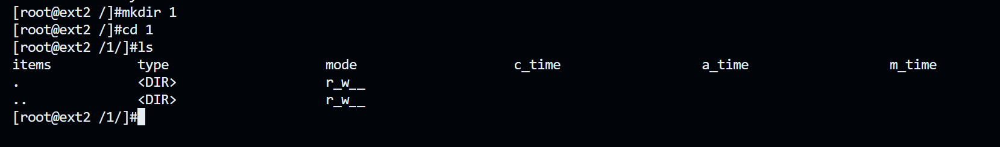 [root@ext2 /]#mkdir 1
[root@ext2 /]#cd 1
[root@ext2 /1/]#ls
items type mode c_time a_time m_time
. <DIR> r_w__
.. <DIR> r_w__
[root@ext2 /1/]#